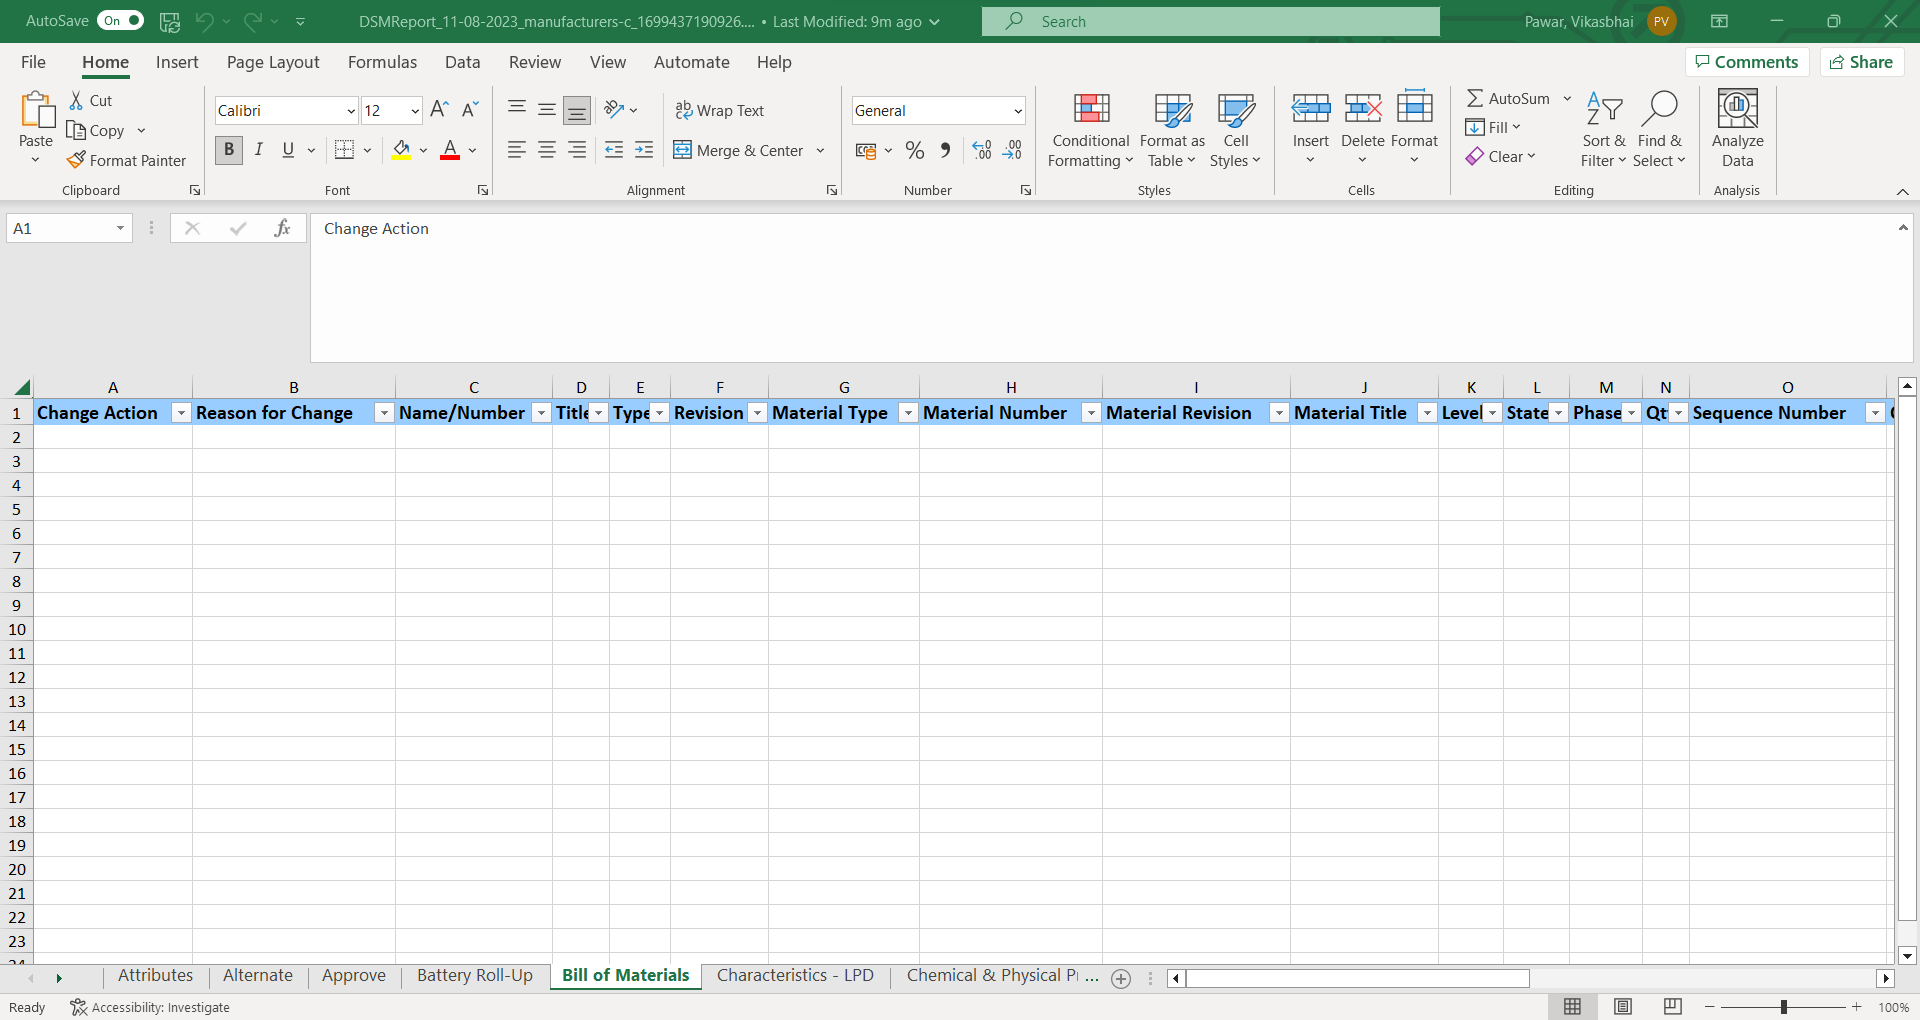 AutoSave On DSMReport_11-08-2023_manufacturers-c_1699437190926.... • Last Modified: 9m ago Search Pawar, Vikasbhai PV
File Home Insert Page Layout Formulas Data Review View Automate Help Comments Share
Paste Cut Copy Format Painter Clipboard
Calibri 12 B I U A Font
Wrap Text Merge & Center Alignment
General % Number
Conditional Formatting Format as Table Cell Styles Styles
Insert Delete Format Cells
AutoSum Fill Clear Sort & Filter Find & Select Editing
Analyze Data Analysis
A1 fx Change Action
A B C D E F G H I J K L M N O
1 Change Action Reason for Change Name/Number Title Type Revision Material Type Material Number Material Revision Material Title Level State Phase Sequence Number
2
3
4
5
6
7
8
9
10
11
12
13
14
15
16
17
18
19
20
21
22
23
Attributes Alternate Approve Battery Roll-Up Bill of Materials Characteristics - LPD Chemical & Physical P ...
Ready Accessibility: Investigate 100%